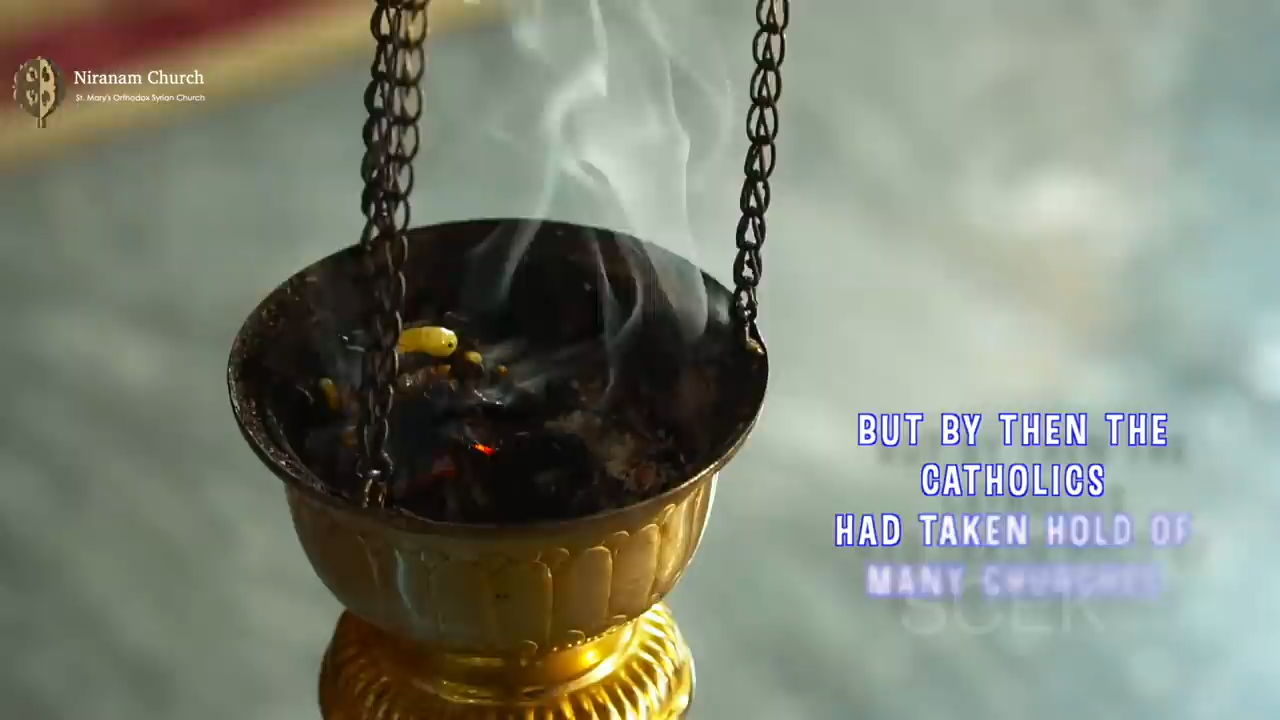 Niranam Church
St. Mary's Orthodox Syrian Church
BUT BY THEN THE
CATHOLICS
HAD TAKEN HOLD OF
MANY CHURCHES